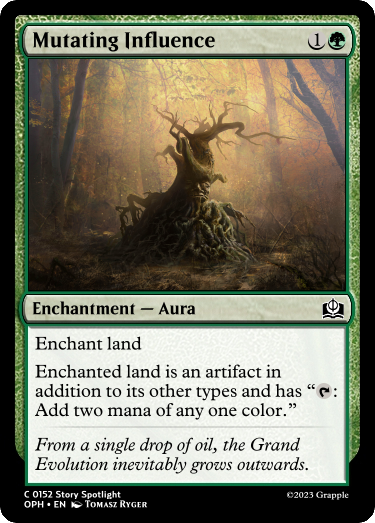 Mutating Influence 1
Enchantment — Aura
Enchant land
Enchanted land is an artifact in
addition to its other types and has “: 
Add two mana of any one color.”
From a single drop of oil, the Grand
Evolution inevitably grows outwards.
C 0152 Story Spotlight
OPH • EN Tomasz Ryger
©2023 Grapple